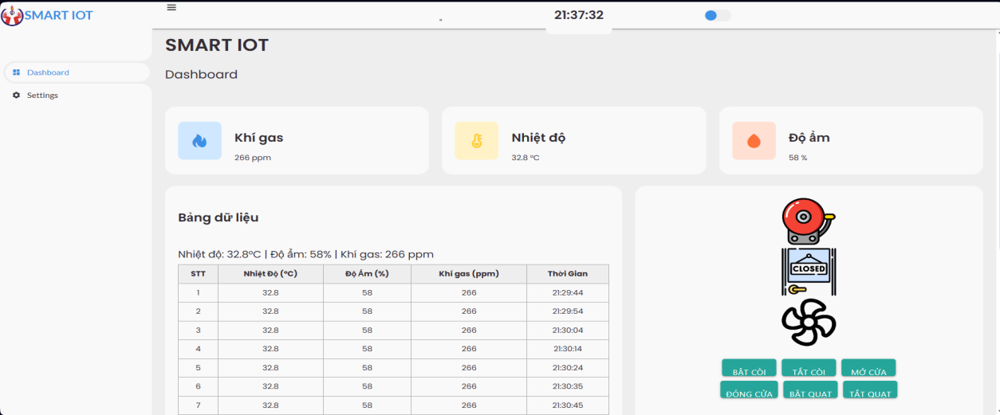 SMART IOT
21:37:32
Dashboard
Settings
SMART IOT
Dashboard
Khí gas
266 ppm
Nhiệt độ
32.8 °C
Độ ẩm
58 %
Bảng dữ liệu
Nhiệt độ: 32.8°C | Độ ẩm: 58% | Khí gas: 266 ppm
STT Nhiệt Độ (°C) Độ Ẩm (%) Khí gas (ppm) Thời Gian
1 32.8 58 266 21:29:44
2 32.8 58 266 21:29:54
3 32.8 58 266 21:30:04
4 32.8 58 266 21:30:14
5 32.8 58 266 21:30:24
6 32.8 58 266 21:30:35
7 32.8 58 266 21:30:45
CLOSED
BẬT CÒI TẮT CÒI MỞ CỬA
ĐÓNG CỬA BẬT QUẠT TẮT QUẠT